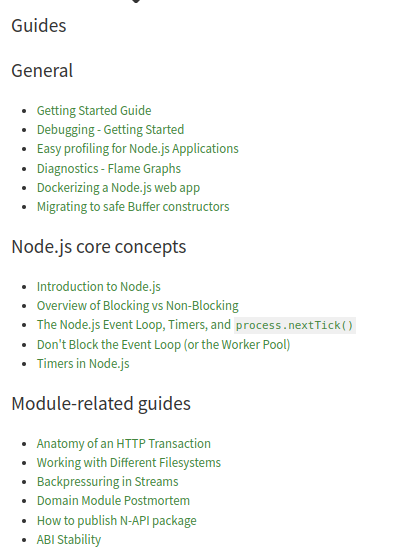 Guides
General
Getting Started Guide
Debugging - Getting Started
Easy profiling for Node.js Applications
Diagnostics - Flame Graphs
Dockerizing a Node.js web app
Migrating to safe Buffer constructors
Node.js core concepts
Introduction to Node.js
Overview of Blocking vs Non-Blocking
The Node.js Event Loop, Timers, and process.nextTick()
Don't Block the Event Loop (or the Worker Pool)
Timers in Node.js
Module-related guides
Anatomy of an HTTP Transaction
Working with Different Filesystems
Backpressuring in Streams
Domain Module Postmortem
How to publish N-API package
ABI Stability